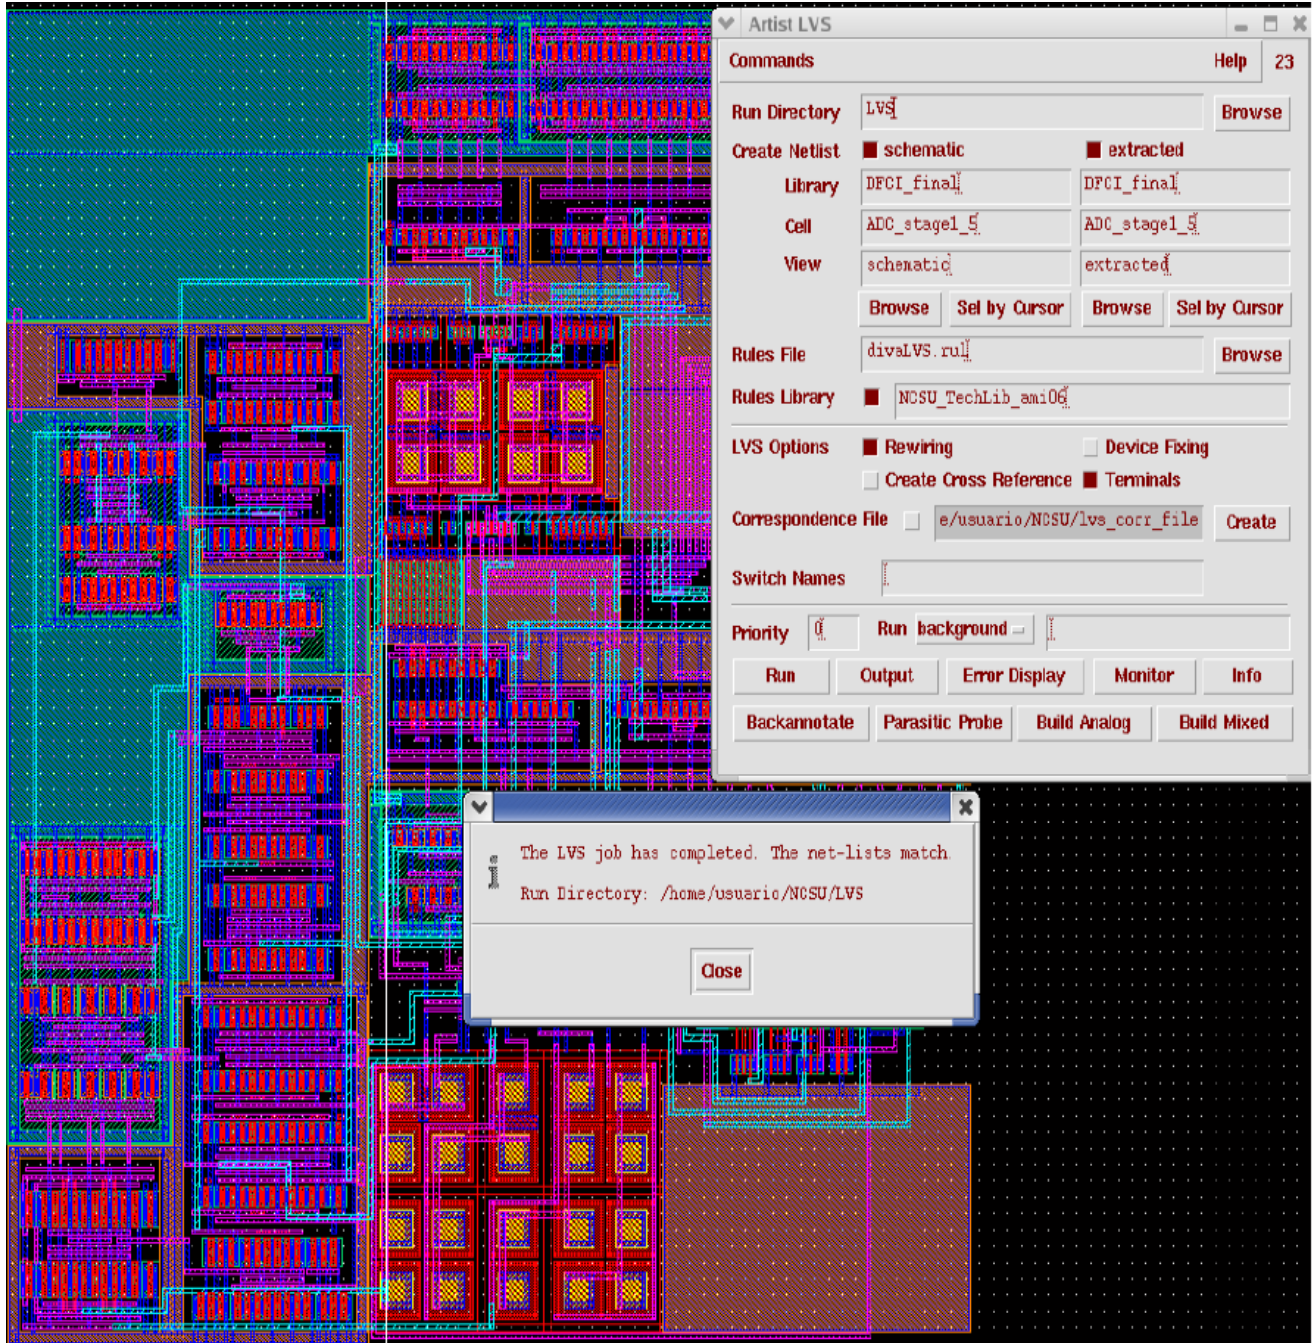 Artist LVS
Commands Help 23
Run Directory LVS Browse
Create Netlist schematic extracted
Library DFCI_final DFCI_final
Cell ADC_stage1_5 ADC_stage1_5
View schematic extracted
Browse Sel by Cursor Browse Sel by Cursor
Rules File divaLVS.rul Browse
Rules Library NCSU_TechLib_ami06
LVS Options Rewiring Device Fixing
Create Cross Reference Terminals
Correspondence File e/usuario/NCSU/lvs_corr_file Create
Switch Names
Priority 0 Run background
Run Output Error Display Monitor Info
Backannotate Parasitic Probe Build Analog Build Mixed
The LVS job has completed. The net-lists match.
Run Directory: /home/usuario/NCSU/LVS
Close